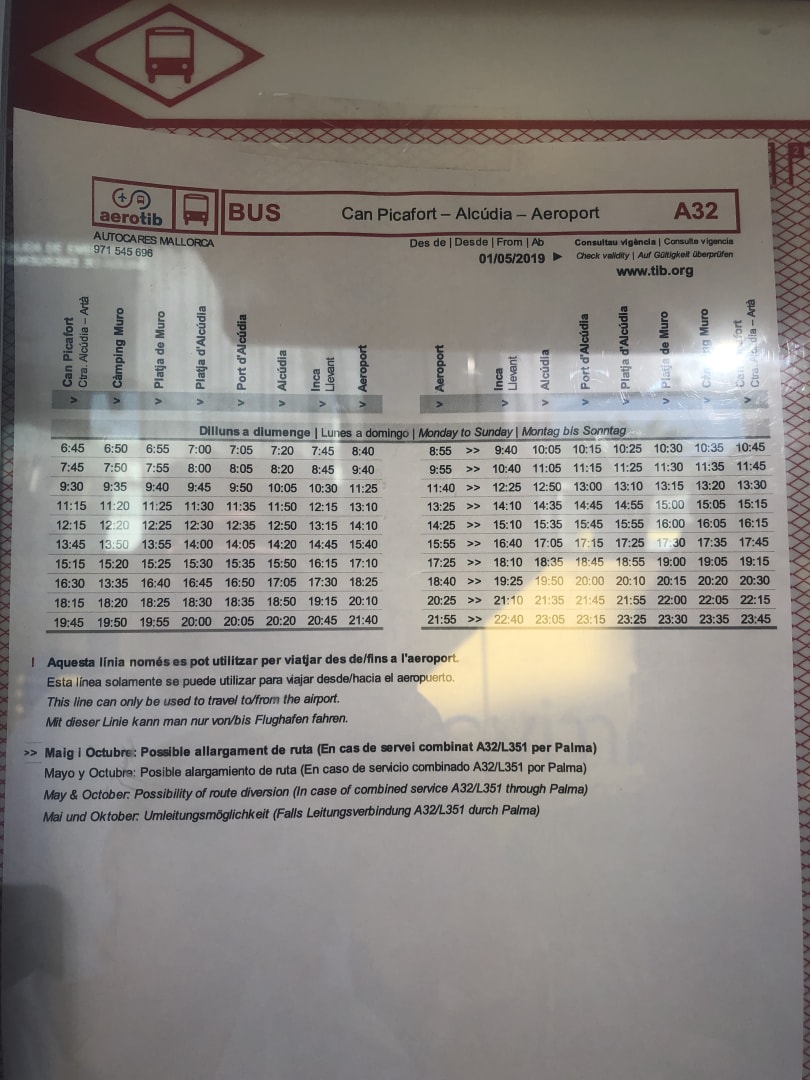 aerotib
BUS
Can Picafort – Alcúdia – Aeroport
A32
AUTOCARES MALLORCA
971 545 696
Des de | Desde | From | Ab
01/05/2019
Consultau vigència | Consulte vigencia
Check validity | Auf Gültigkeit überprüfen
www.tib.org
Can Picafort
Ctra. Alcúdia – Artà
Càmping Muro
Platja de Muro
Platja d'Alcúdia
Port d'Alcúdia
Alcúdia
Inca
Llevant
Aeroport
Aeroport
Inca
Llevant
Alcúdia
Port d'Alcúdia
Platja d'Alcúdia
Platja de Muro
Muro
Ctra. – Artà
Dilluns a diumenge | Lunes a domingo | Monday to Sunday | Montag bis Sonntag
6:45 6:50 6:55 7:00 7:05 7:20 7:45 8:40 8:55 >> 9:40 10:05 10:15 10:25 10:30 10:35 10:45
7:45 7:50 7:55 8:00 8:05 8:20 8:45 9:40 9:55 >> 10:40 11:05 11:15 11:25 11:30 11:35 11:45
9:30 9:35 9:40 9:45 9:50 10:05 10:30 11:25 11:40 >> 12:25 12:50 13:00 13:10 13:15 13:20 13:30
11:15 11:20 11:25 11:30 11:35 11:50 12:15 13:10 13:25 >> 14:10 14:35 14:45 14:55 15:00 15:05 15:15
12:15 12:20 12:25 12:30 12:35 12:50 13:15 14:10 14:25 >> 15:10 15:35 15:45 15:55 16:00 16:05 16:15
13:45 13:50 13:55 14:00 14:05 14:20 14:45 15:40 15:55 >> 16:40 17:05 17:15 17:25 17:30 17:35 17:45
15:15 15:20 15:25 15:30 15:35 15:50 16:15 17:10 17:25 >> 18:10 18:35 18:45 18:55 19:00 19:05 19:15
16:30 13:35 16:40 16:45 16:50 17:05 17:30 18:25 18:40 >> 19:25 19:50 20:00 20:10 20:15 20:20 20:30
18:15 18:20 18:25 18:30 18:35 18:50 19:15 20:10 20:25 >> 21:10 21:35 21:45 21:55 22:00 22:05 22:15
19:45 19:50 19:55 20:00 20:05 20:20 20:45 21:40 21:55 >> 22:40 23:05 23:15 23:25 23:30 23:35 23:45
! Aquesta línia només es pot utilitzar per viatjar des de/fins a l'aeroport.
Esta línea solamente se puede utilizar para viajar desde/hacia el aeropuerto.
This line can only be used to travel to/from the airport.
Mit dieser Linie kann man nur von/bis Flughafen fahren.
>> Maig i Octubre: Possible allargament de ruta (En cas de servei combinat A32/L351 per Palma)
Mayo y Octubre: Posible alargamiento de ruta (En caso de servicio combinado A32/L351 por Palma)
May & October: Possibility of route diversion (In case of combined service A32/L351 through Palma)
Mai und Oktober: Umleitungsmöglichkeit (Falls Leitungsverbindung A32/L351 durch Palma)